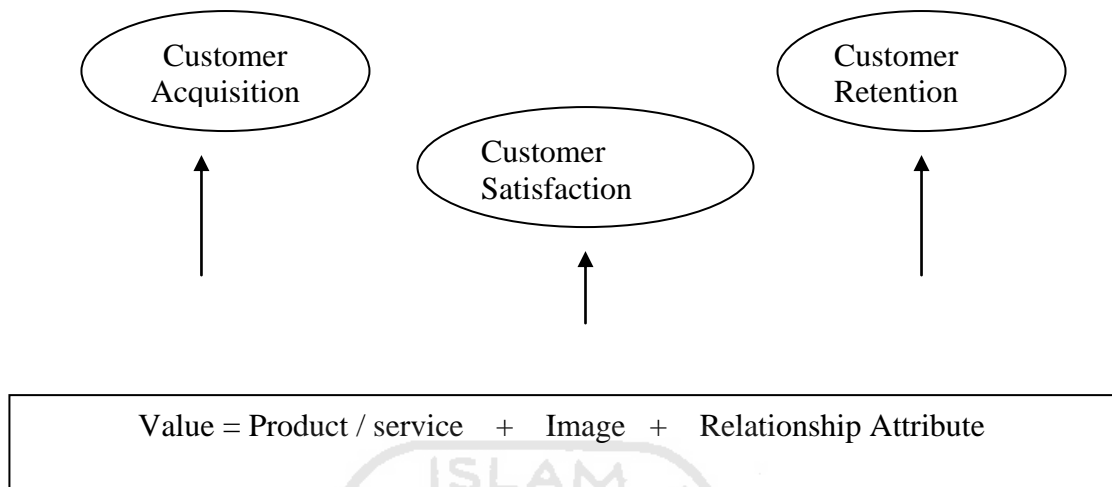 Customer
Acquisition
Customer
Retention
Customer
Satisfaction
Value = Product / service + Image + Relationship Attribute
ISLAM